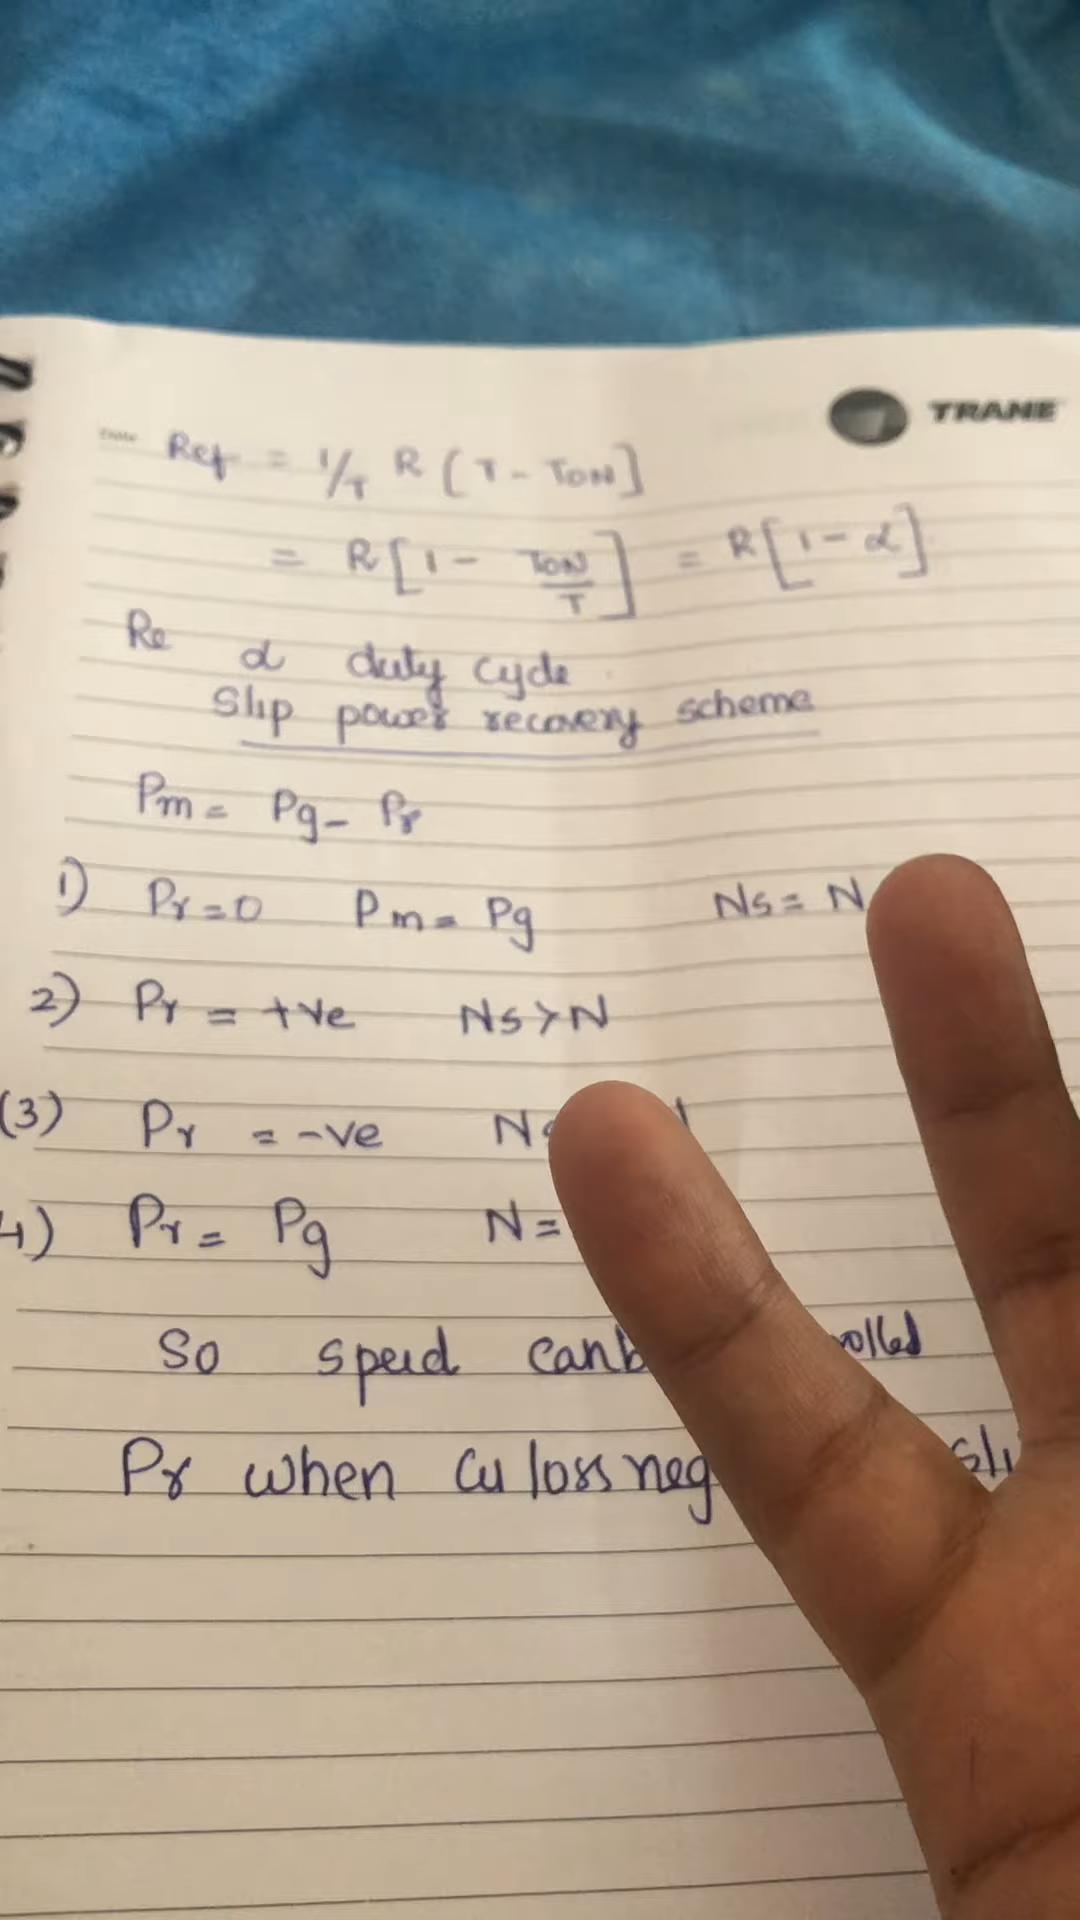 TRANE
Date
Ref = 1/T R [T - TON]
= R[1 - TON/T] = R[1 - α]
Re α duty cycle
Slip power recovery scheme
Pm = Pg - Pr
1) Pr = 0 Pm = Pg Ns = N
2) Pr = +ve Ns > N
(3) Pr = -ve
4) Pr = Pg N =
So speed
Pr when cu loss